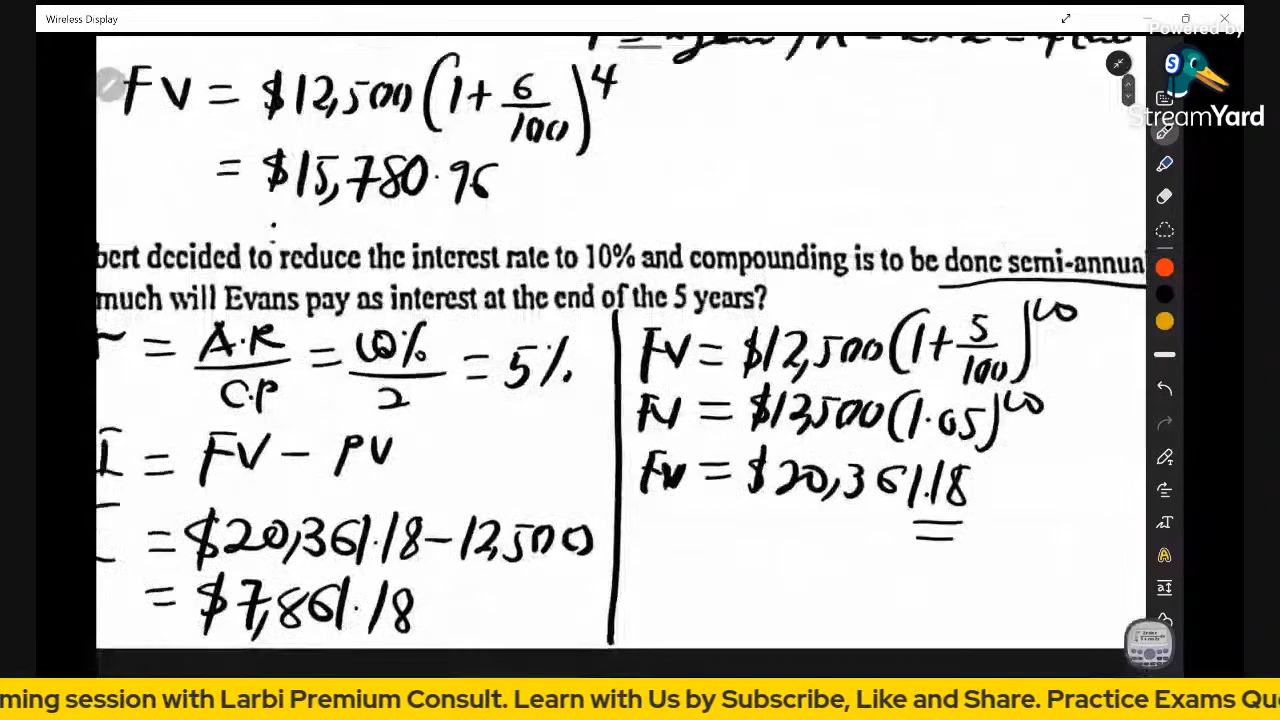 Wireless Display
Powered by
StreamYard
FV = $12,500 (1 + 6/100)^4
= $15,780.96
bert decided to reduce the interest rate to 10% and compounding is to be done semi-annua
much will Evans pay as interest at the end of the 5 years?
r = A.R/C.P = 10%/2 = 5%
I = FV - PV
I = $20,361.18 - 12,500
= $7,861.18
FV = $12,500 (1 + 5/100)^10
FV = $12,500 (1.05)^10
FV = $20,361.18
ming session with Larbi Premium Consult. Learn with Us by Subscribe, Like and Share. Practice Exams Qu